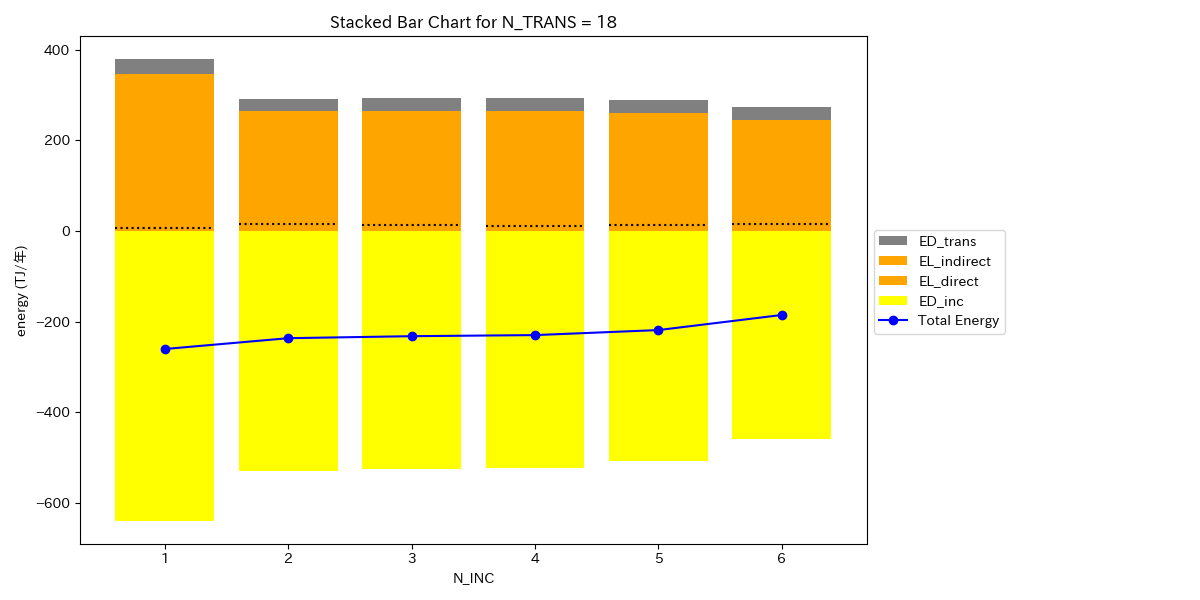 Stacked Bar Chart for N_TRANS = 18
energy (TJ/年)
400
200
0
−200
−400
−600
1 2 3 4 5 6
N_INC
ED_trans
EL_indirect
EL_direct
ED_inc
Total Energy